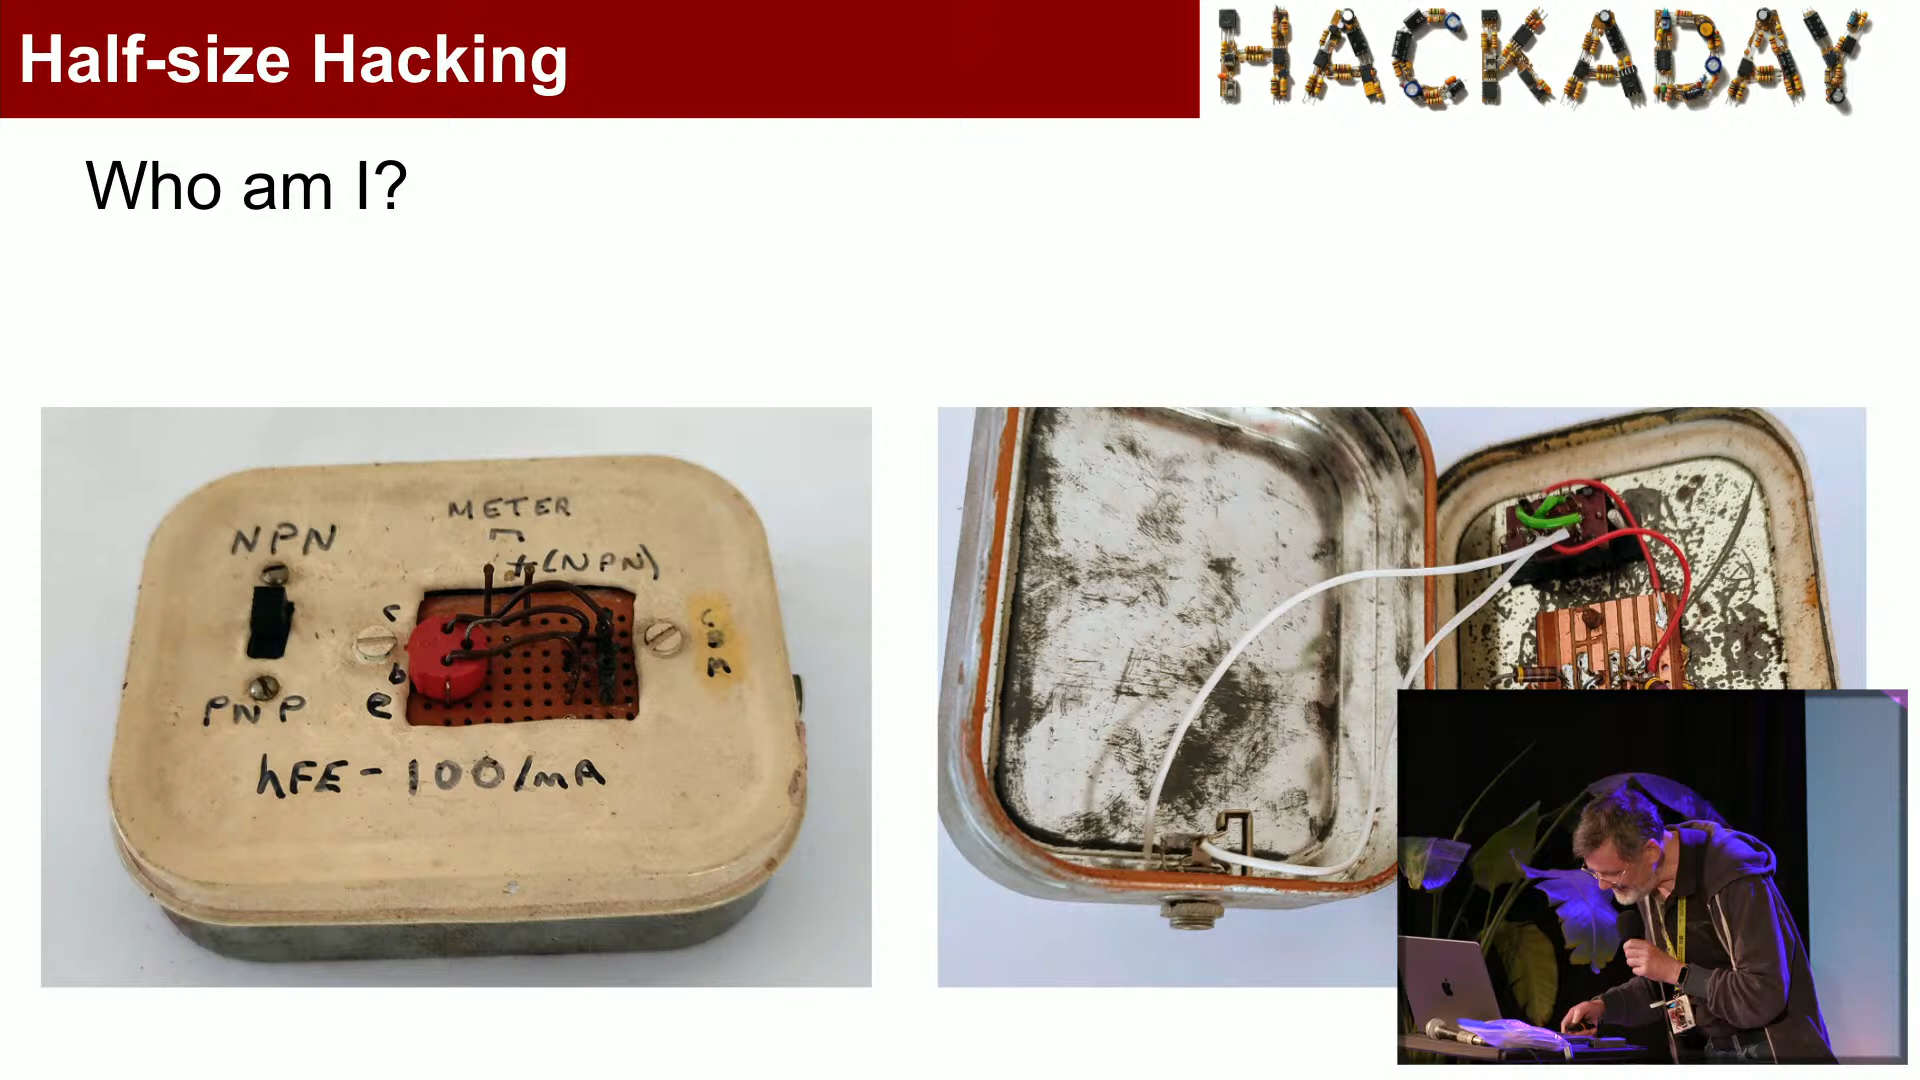 Half-size Hacking
HACKADAY
Who am I?
METER
NPN
+(NPN)
c
b
e
COM
PNP
hFE-100/mA